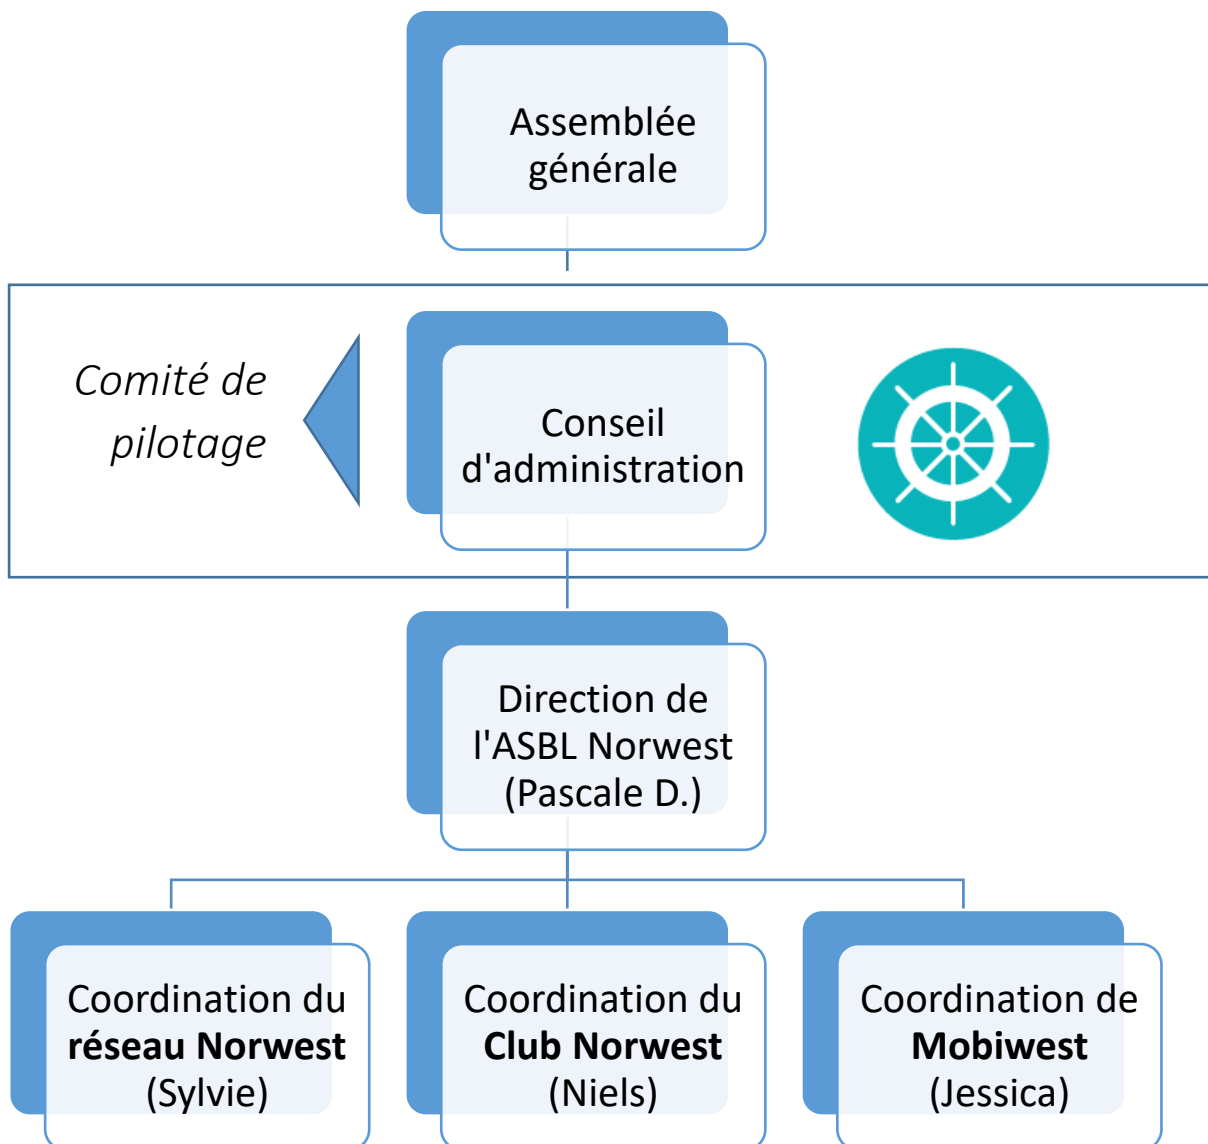 Assemblée
générale
Comité de
pilotage
Conseil
d'administration
Direction de
l'ASBL Norwest
(Pascale D.)
Coordination du
réseau Norwest
(Sylvie)
Coordination du
Club Norwest
(Niels)
Coordination de
Mobiwest
(Jessica)